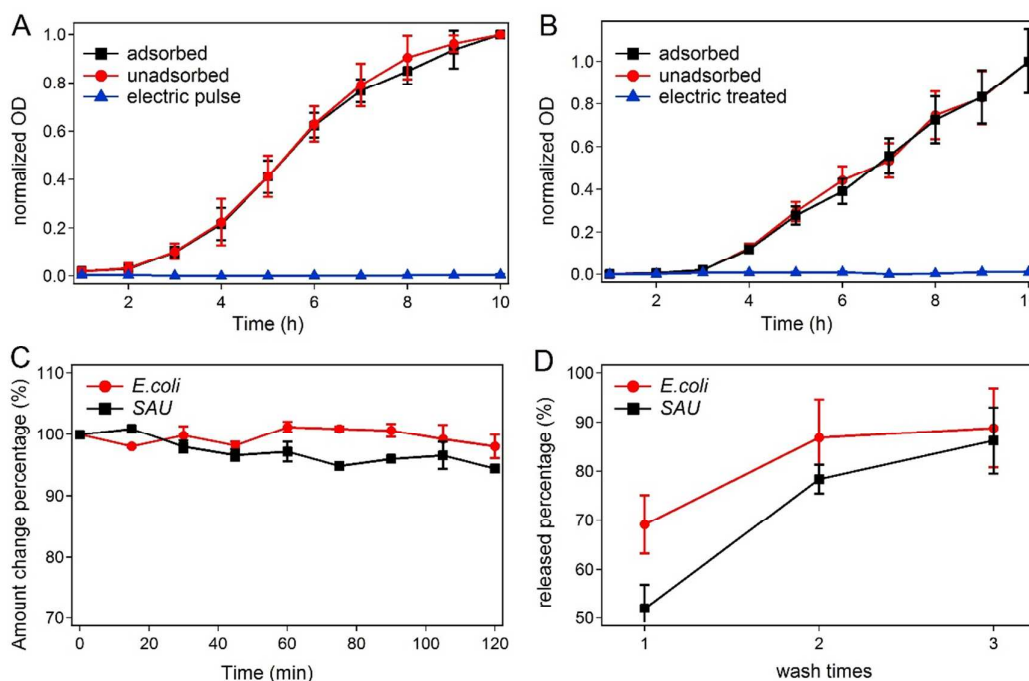 A
adsorbed
unadsorbed
electric pulse
normalized OD
1.0
0.8
0.6
0.4
0.2
0.0
2
4
6
8
10
Time (h)
B
adsorbed
unadsorbed
electric treated
normalized OD
1.0
0.8
0.6
0.4
0.2
0.0
2
4
6
8
1
Time (h)
C
E.coli
SAU
Amount change percentage (%)
110
100
90
80
70
0
20
40
60
80
100
120
Time (min)
D
E.coli
SAU
released percentage (%)
100
90
80
70
60
50
1
2
3
wash times